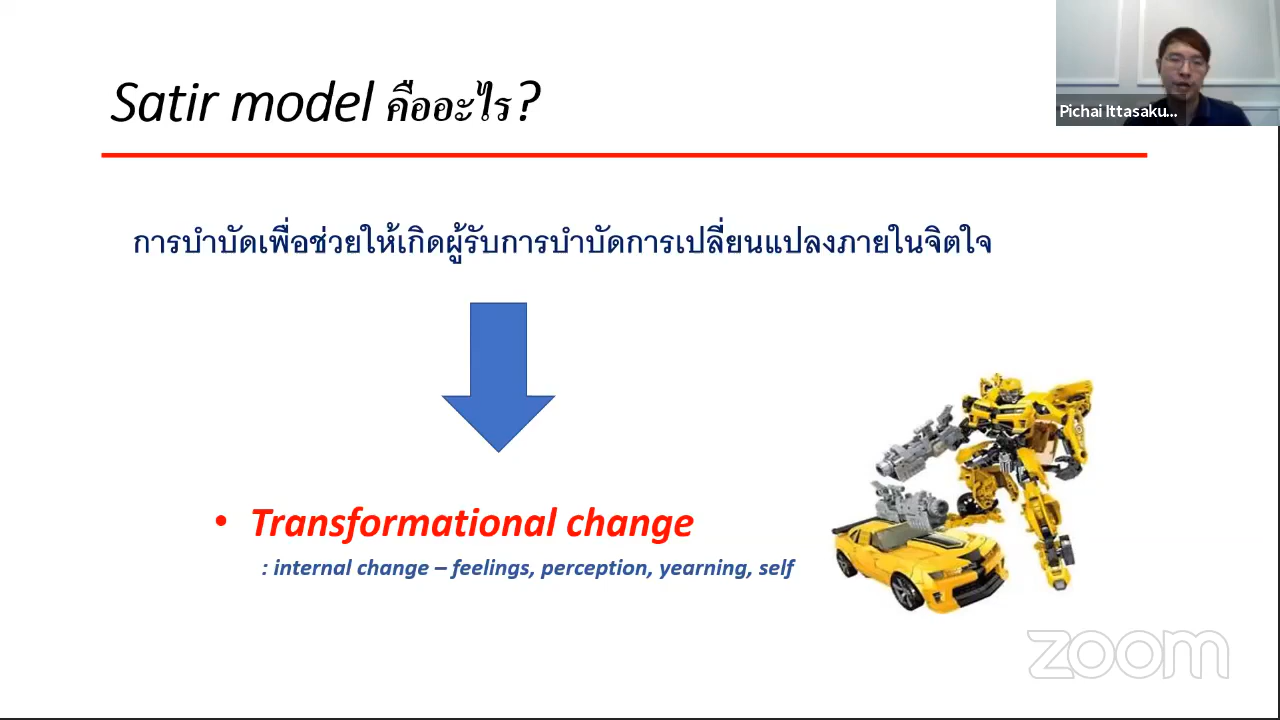 Satir model คืออะไร?
Pichai Ittasaku...
การบำบัดเพื่อช่วยให้เกิดผู้รับการบำบัดการเปลี่ยนแปลงภายในจิตใจ
• Transformational change
: internal change – feelings, perception, yearning, self
zoom